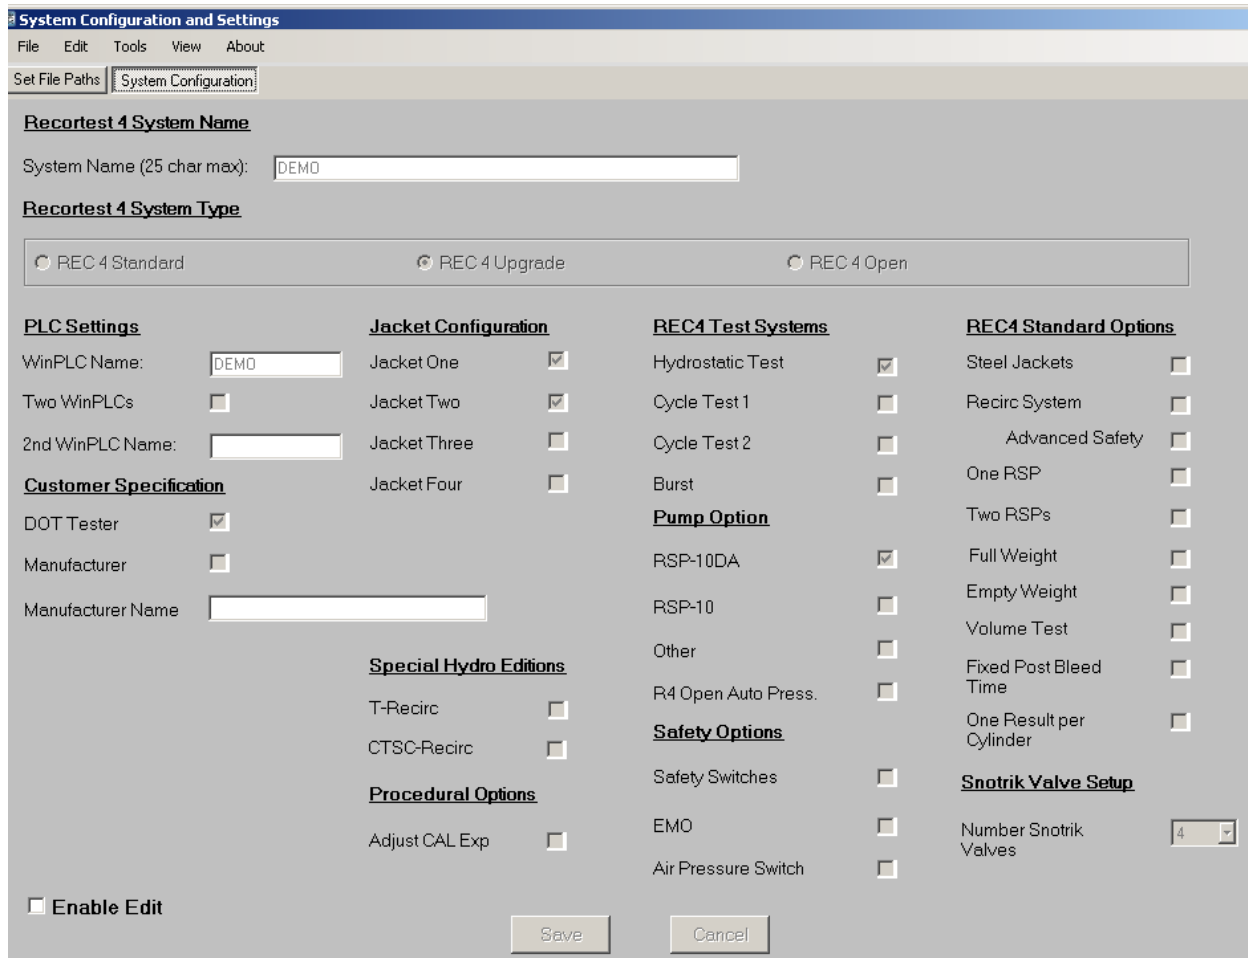 System Configuration and Settings
File Edit Tools View About
Set File Paths System Configuration
Recortest 4 System Name
System Name (25 char max): DEMO
Recortest 4 System Type
REC 4 Standard REC 4 Upgrade REC 4 Open
PLC Settings
WinPLC Name: DEMO
Two WinPLCs
2nd WinPLC Name:
Customer Specification
DOT Tester
Manufacturer
Manufacturer Name
Jacket Configuration
Jacket One
Jacket Two
Jacket Three
Jacket Four
Special Hydro Editions
T-Recirc
CTSC-Recirc
Procedural Options
Adjust CAL Exp
REC4 Test Systems
Hydrostatic Test
Cycle Test 1
Cycle Test 2
Burst
Pump Option
RSP-10DA
RSP-10
Other
R4 Open Auto Press.
Safety Options
Safety Switches
EMO
Air Pressure Switch
REC4 Standard Options
Steel Jackets
Recirc System
Advanced Safety
One RSP
Two RSPs
Full Weight
Empty Weight
Volume Test
Fixed Post Bleed
Time
One Result per
Cylinder
Snotrik Valve Setup
Number Snotrik 4
Valves
Enable Edit
Save Cancel